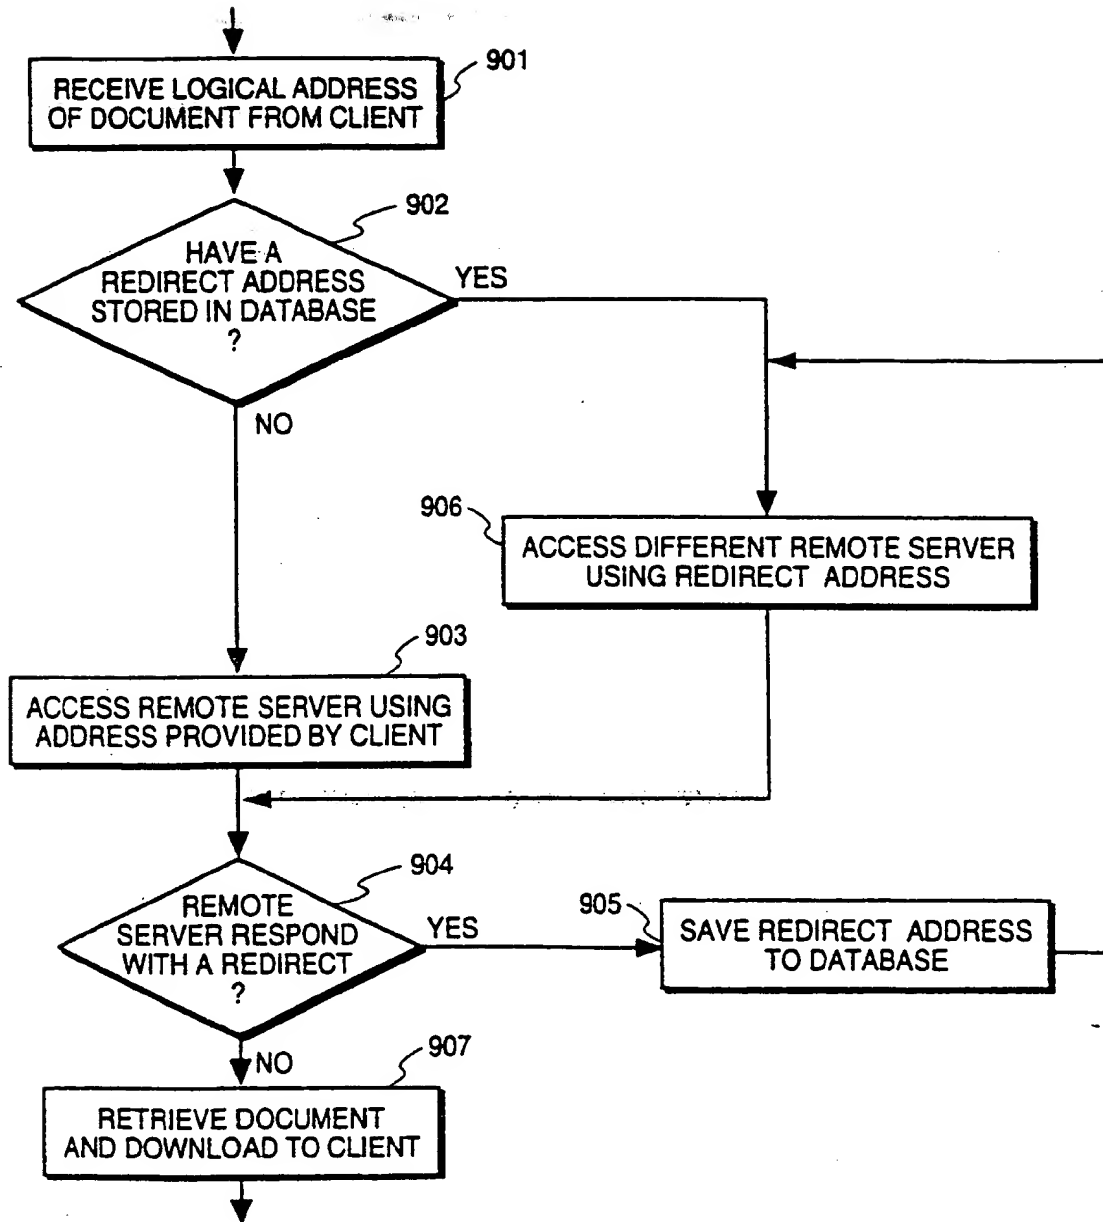 901
RECEIVE LOGICAL ADDRESS
OF DOCUMENT FROM CLIENT
902
HAVE A
REDIRECT ADDRESS
STORED IN DATABASE
?
YES
NO
906
ACCESS DIFFERENT REMOTE SERVER
USING REDIRECT ADDRESS
903
ACCESS REMOTE SERVER USING
ADDRESS PROVIDED BY CLIENT
904
REMOTE
SERVER RESPOND
WITH A REDIRECT
?
YES
905
SAVE REDIRECT ADDRESS
TO DATABASE
NO
907
RETRIEVE DOCUMENT
AND DOWNLOAD TO CLIENT